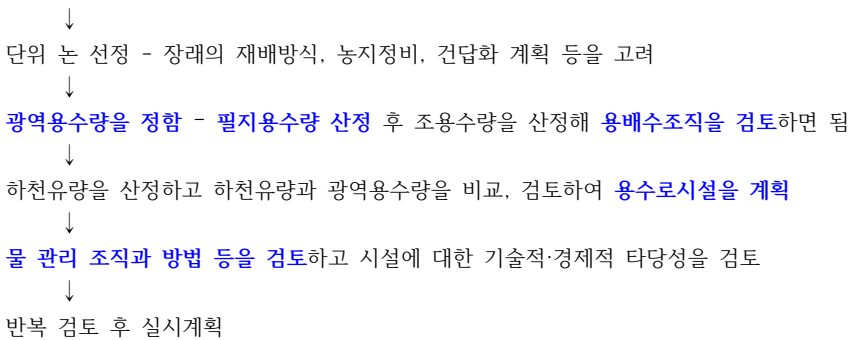 ↓
단위 논 선정 - 장래의 재배방식, 농지정비, 건답화 계획 등을 고려
↓
광역용수량을 정함 - 필지용수량 산정 후 조용수량을 산정해 용배수조직을 검토하면 됨
↓
하천유량을 산정하고 하천유량과 광역용수량을 비교, 검토하여 용수로시설을 계획
↓
물 관리 조직과 방법 등을 검토하고 시설에 대한 기술적·경제적 타당성을 검토
↓
반복 검토 후 실시계획